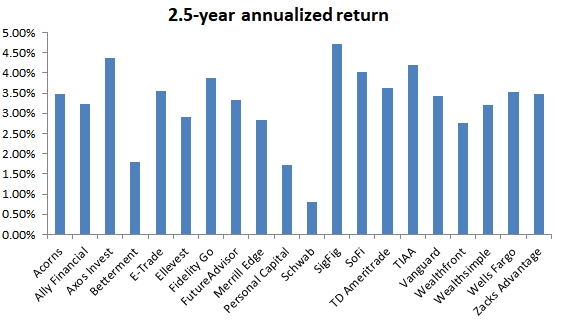 2.5-year annualized return
5.00%
4.50%
4.00%
3.50%
3.00%
2.50%
2.00%
1.50%
1.00%
0.50%
0.00%
Acorns
Ally Financial
Axos Invest
Betterment
E-Trade
Ellevest
Fidelity Go
FutureAdvisor
Merrill Edge
Personal Capital
Schwab
SigFig
SoFi
TD Ameritrade
TIAA
Vanguard
Wealthfront
Wealthsimple
Wells Fargo
Zacks Advantage